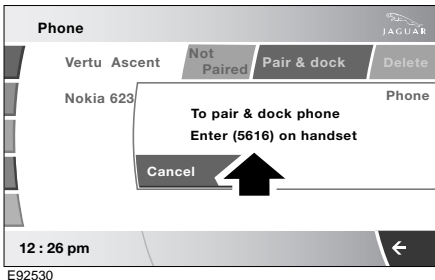 Phone
JAGUAR
Vertu Ascent Not Paired Pair & dock Delete
Nokia 623 Phone
To pair & dock phone
Enter (5616) on handset
Cancel
12 : 26 pm
E92530